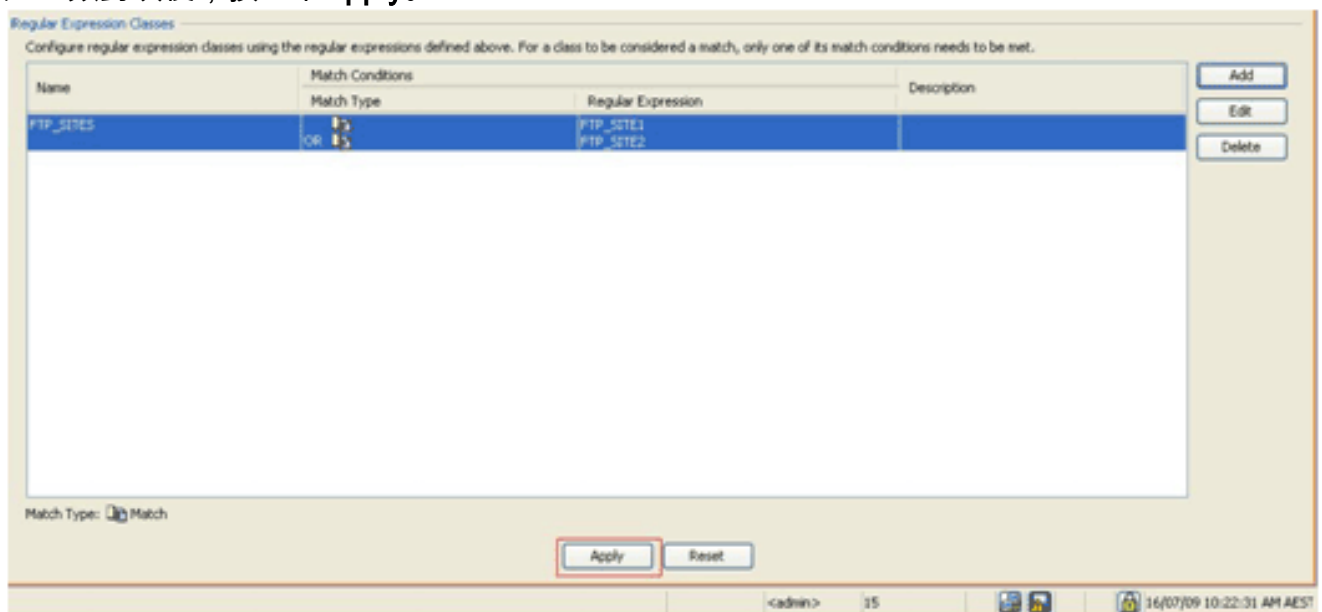 Apply。
Regular Expression Classes
Configure regular expression classes using the regular expressions defined above. For a class to be considered a match, only one of its match conditions needs to be met.
Name
Match Conditions
Description
Match Type
Regular Expression
FTP_SITES
FTP_SITE1
OR
FTP_SITE2
Add
Edit
Delete
Match Type: Match
Apply
Reset
<admin>
15
16/07/09 10:22:31 AM AEST